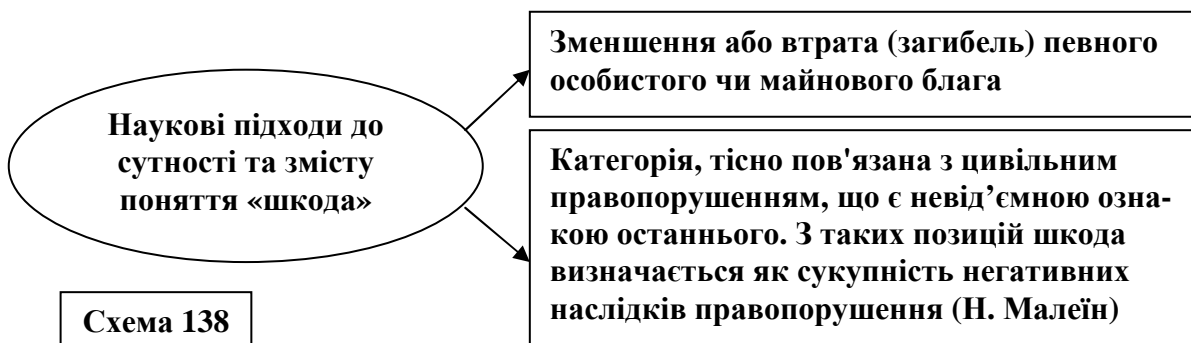 Наукові підходи до
сутності та змісту
поняття «шкода»
Зменшення або втрата (загибель) певного
особистого чи майнового блага
Категорія, тісно пов'язана з цивільним
правопорушенням, що є невід’ємною озна-
кою останнього. З таких позицій шкода
визначається як сукупність негативних
наслідків правопорушення (Н. Малеїн)
Схема 138